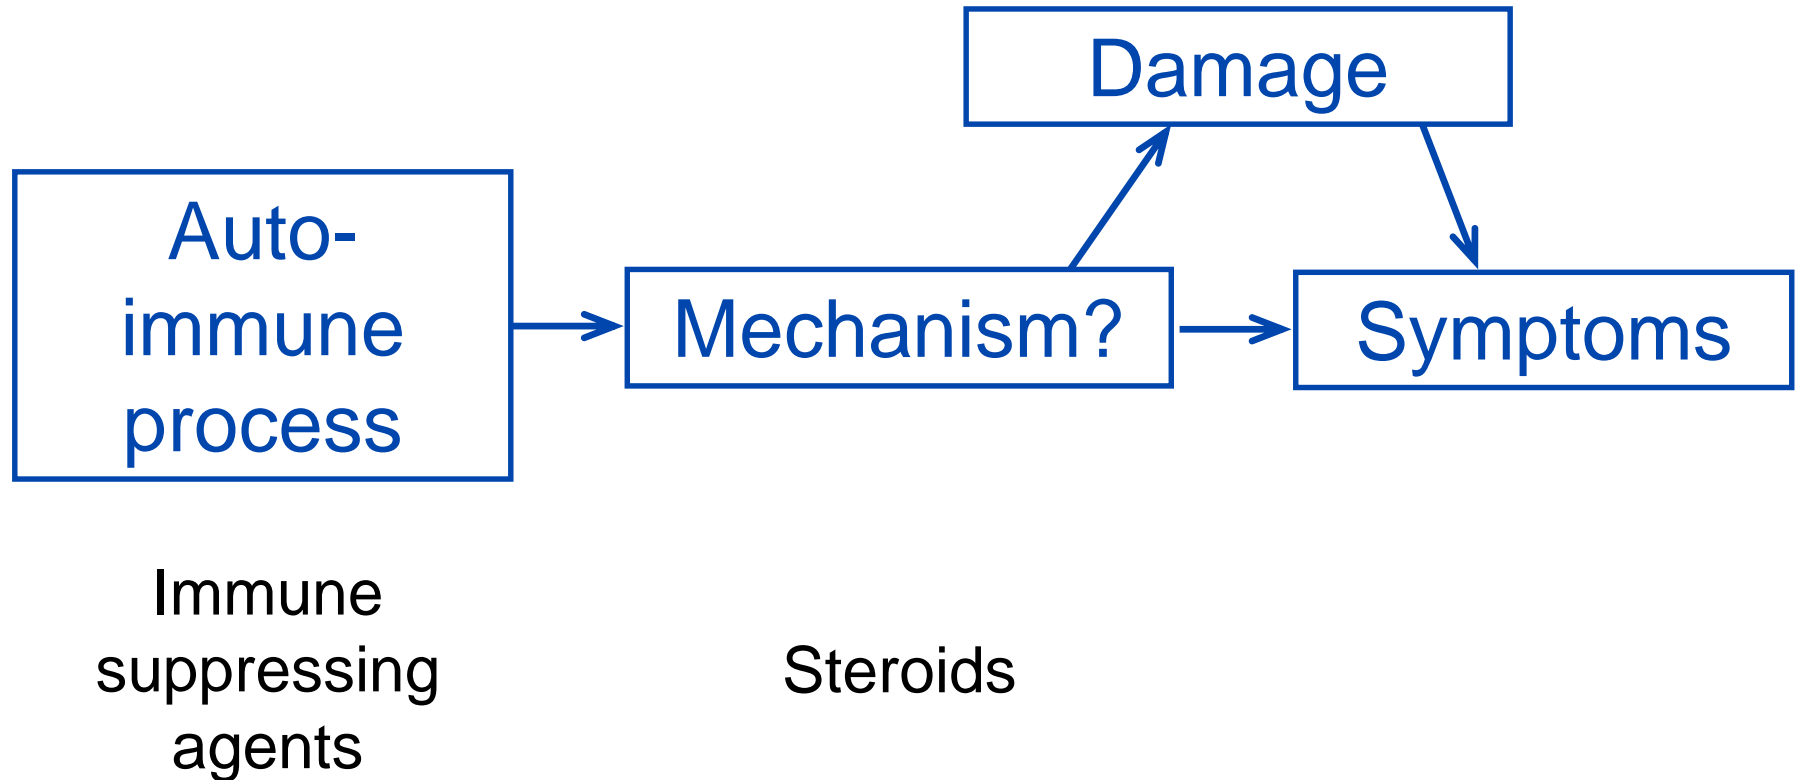 Damage
Auto-
immune
process
Mechanism?
Symptoms
Immune
suppressing
agents
Steroids